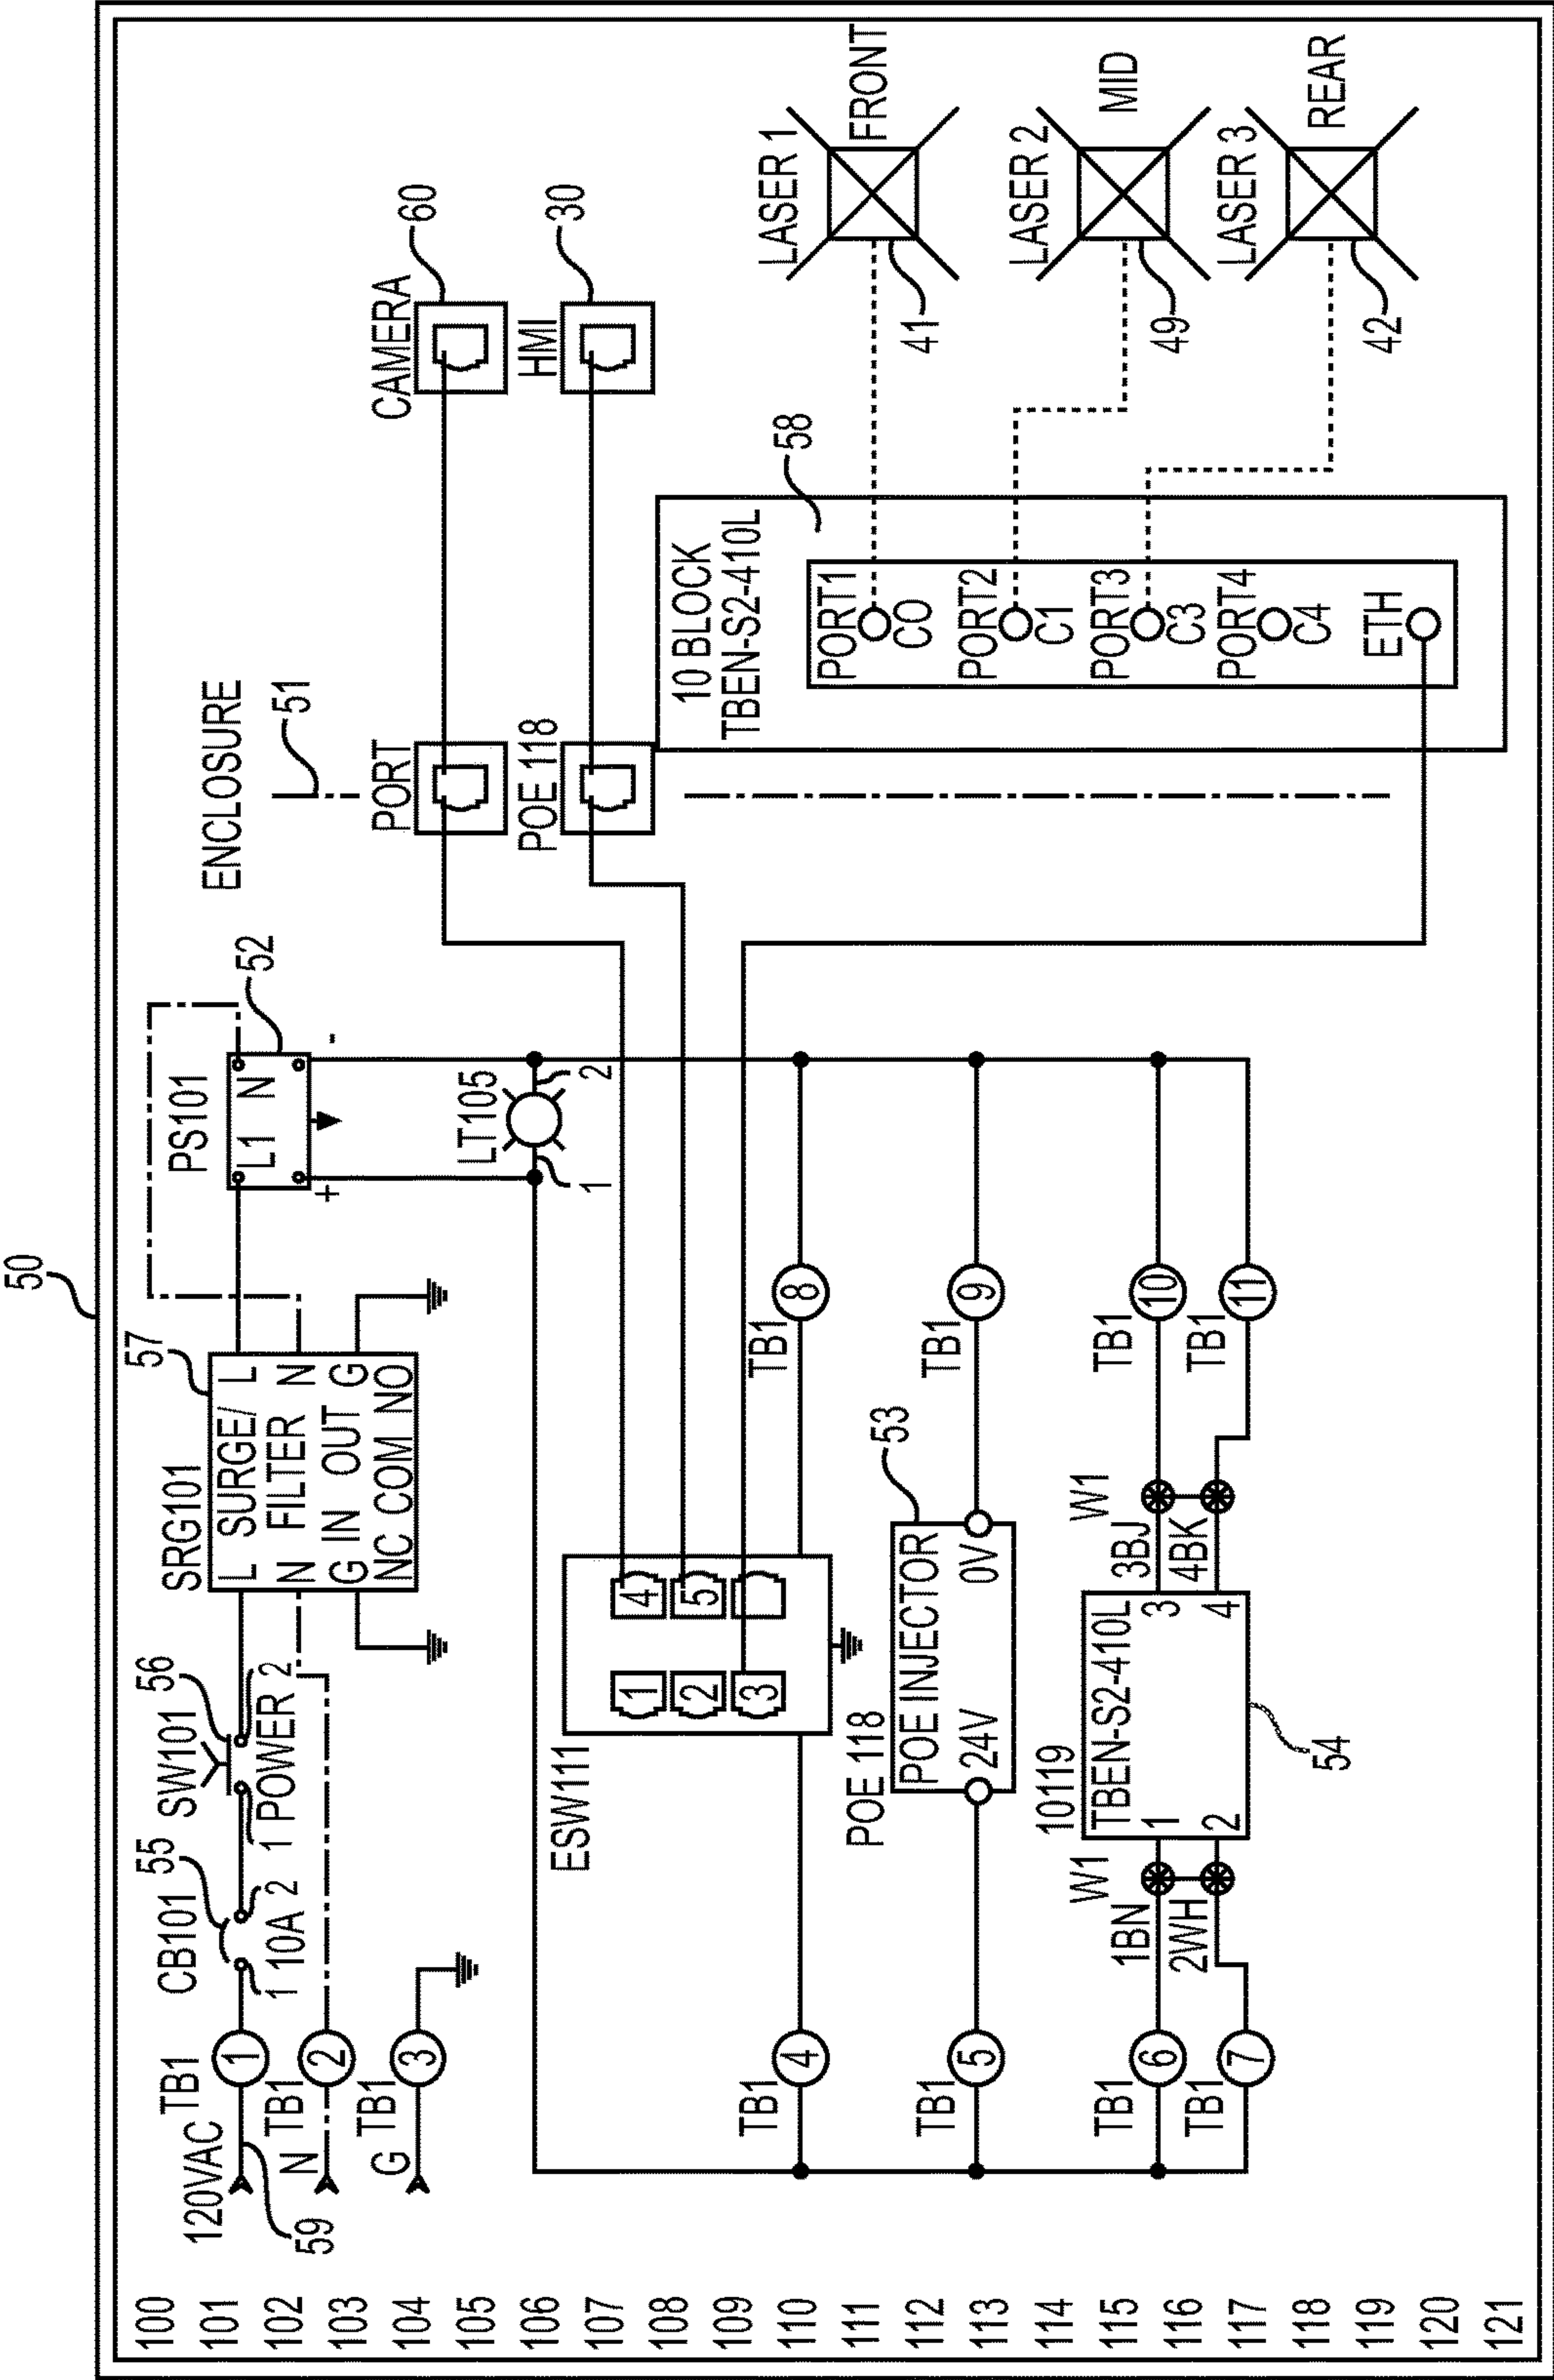 50
100
101
102
103
104
105
106
107
108
109
110
111
112
113
114
115
116
117
118
119
120
121
120VAC
59
TB1
1
CB101
55
1 10A 2
SW101
56
1 POWER 2
SRG101
57
L SURGE/ L
N FILTER N
G IN OUT G
NC COM NO
PS101
52
L1 N
+
-
N
TB1
2
G
TB1
3
LT105
1
2
ENCLOSURE
51
PORT
CAMERA
60
POE 118
HMI
30
ESW111
1
4
2
5
3
TB1
4
TB1
8
POE 118
POE INJECTOR
24V
0V
53
TB1
5
TB1
9
10119
TBEN-S2-410L
1
3
2
4
54
W1
1BN
2WH
W1
3BJ
4BK
TB1
6
TB1
7
TB1
10
TB1
11
10 BLOCK
TBEN-S2-410L
58
PORT1
CO
PORT2
C1
PORT3
C3
PORT4
C4
ETH
LASER 1
FRONT
41
LASER 2
MID
49
LASER 3
REAR
42